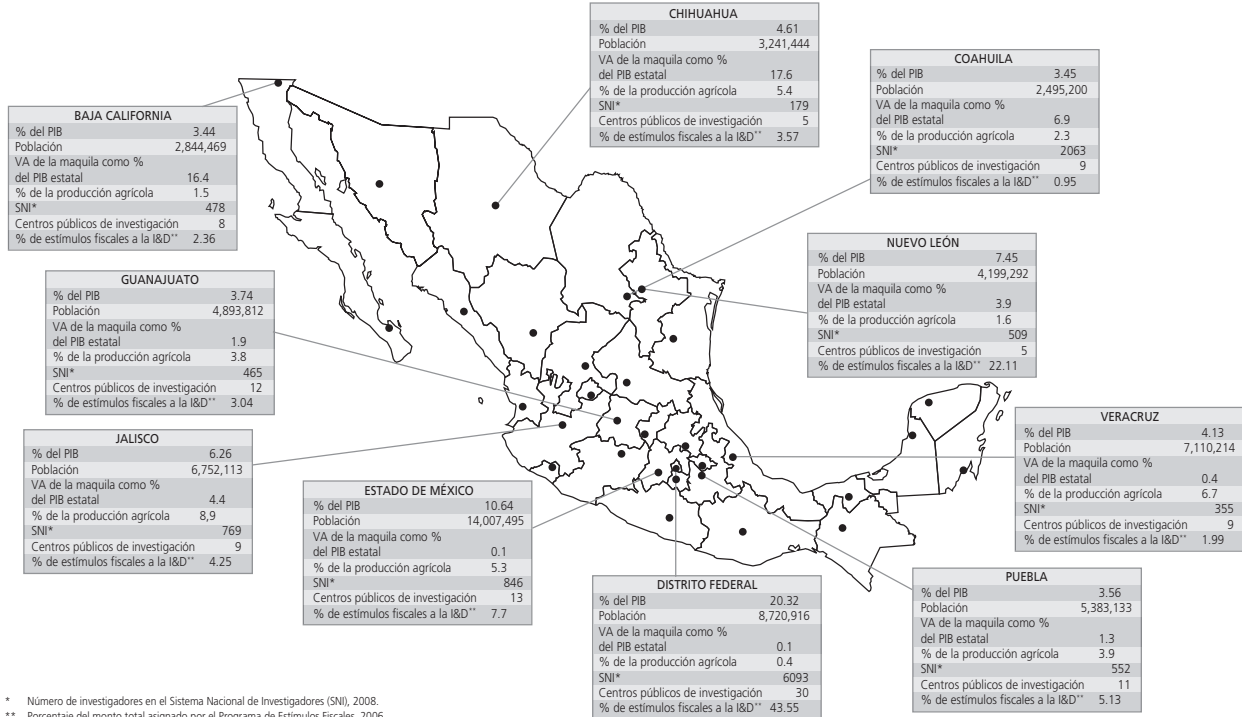 CHIHUAHUA
% del PIB 4.61
Población 3,241,444
VA de la maquila como %
del PIB estatal 17.6
% de la producción agrícola 5.4
SNI* 179
Centros públicos de investigación 5
% de estímulos fiscales a la I&D** 3.57
COAHUILA
% del PIB 3.45
Población 2,495,200
VA de la maquila como %
del PIB estatal 6.9
% de la producción agrícola 2.3
SNI* 2063
Centros públicos de investigación 9
% de estímulos fiscales a la I&D** 0.95
BAJA CALIFORNIA
% del PIB 3.44
Población 2,844,469
VA de la maquila como %
del PIB estatal 16.4
% de la producción agrícola 1.5
SNI* 478
Centros públicos de investigación 8
% de estímulos fiscales a la I&D** 2.36
NUEVO LEÓN
% del PIB 7.45
Población 4,199,292
VA de la maquila como %
del PIB estatal 3.9
% de la producción agrícola 1.6
SNI* 509
Centros públicos de investigación 5
% de estímulos fiscales a la I&D** 22.11
GUANAJUATO
% del PIB 3.74
Población 4,893,812
VA de la maquila como %
del PIB estatal 1.9
% de la producción agrícola 3.8
SNI* 465
Centros públicos de investigación 12
% de estímulos fiscales a la I&D** 3.04
VERACRUZ
% del PIB 4.13
Población 7,110,214
VA de la maquila como %
del PIB estatal 0.4
% de la producción agrícola 6.7
SNI* 355
Centros públicos de investigación 9
% de estímulos fiscales a la I&D** 1.99
JALISCO
% del PIB 6.26
Población 6,752,113
VA de la maquila como %
del PIB estatal 4.4
% de la producción agrícola 8,9
SNI* 769
Centros públicos de investigación 9
% de estímulos fiscales a la I&D** 4.25
ESTADO DE MÉXICO
% del PIB 10.64
Población 14,007,495
VA de la maquila como %
del PIB estatal 0.1
% de la producción agrícola 5.3
SNI* 846
Centros públicos de investigación 13
% de estímulos fiscales a la I&D** 7.7
DISTRITO FEDERAL
% del PIB 20.32
Población 8,720,916
VA de la maquila como %
del PIB estatal 0.1
% de la producción agrícola 0.4
SNI* 6093
Centros públicos de investigación 30
% de estímulos fiscales a la I&D** 43.55
PUEBLA
% del PIB 3.56
Población 5,383,133
VA de la maquila como %
del PIB estatal 1.3
% de la producción agrícola 3.9
SNI* 552
Centros públicos de investigación 11
% de estímulos fiscales a la I&D** 5.13
* Número de investigadores en el Sistema Nacional de Investigadores (SNI), 2008.
** Porcentaje del monto total asignado por el Programa de Estímulos Fiscales, 2006.